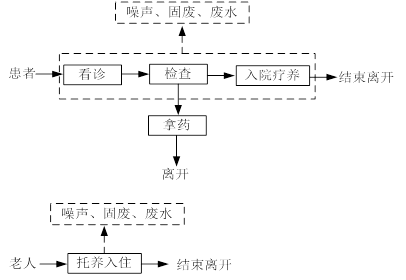 噪声、固废、废水
患者
看诊
检查
入院疗养
结束离开
拿药
离开
噪声、固废、废水
老人
托养入住
结束离开